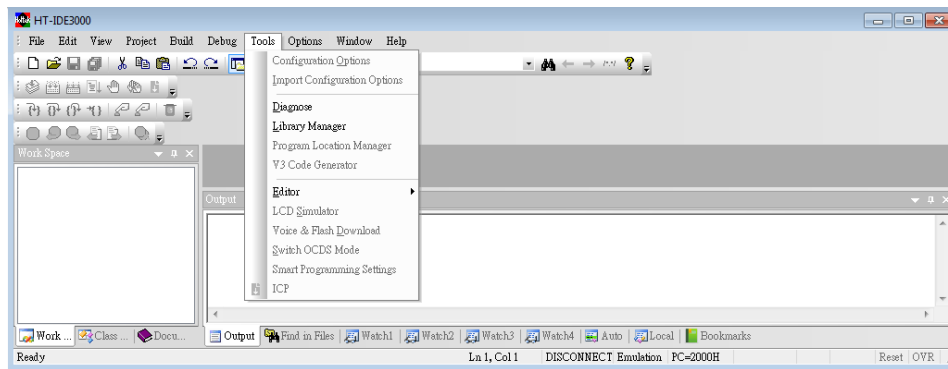 HT-IDE3000
File Edit View Project Build Debug Tools Options Window Help
Configuration Options
Import Configuration Options
Diagnose
Library Manager
Program Location Manager
V3 Code Generator
Editor
LCD Simulator
Voice & Flash Download
Switch OCDS Mode
Smart Programming Settings
ICP
Work Space
Output
Work ... Class ... Docu...
Output Find in Files Watch1 Watch2 Watch3 Watch4 Auto Local Bookmarks
Ready Ln 1, Col 1 DISCONNECT Emulation PC=2000H Reset OVR